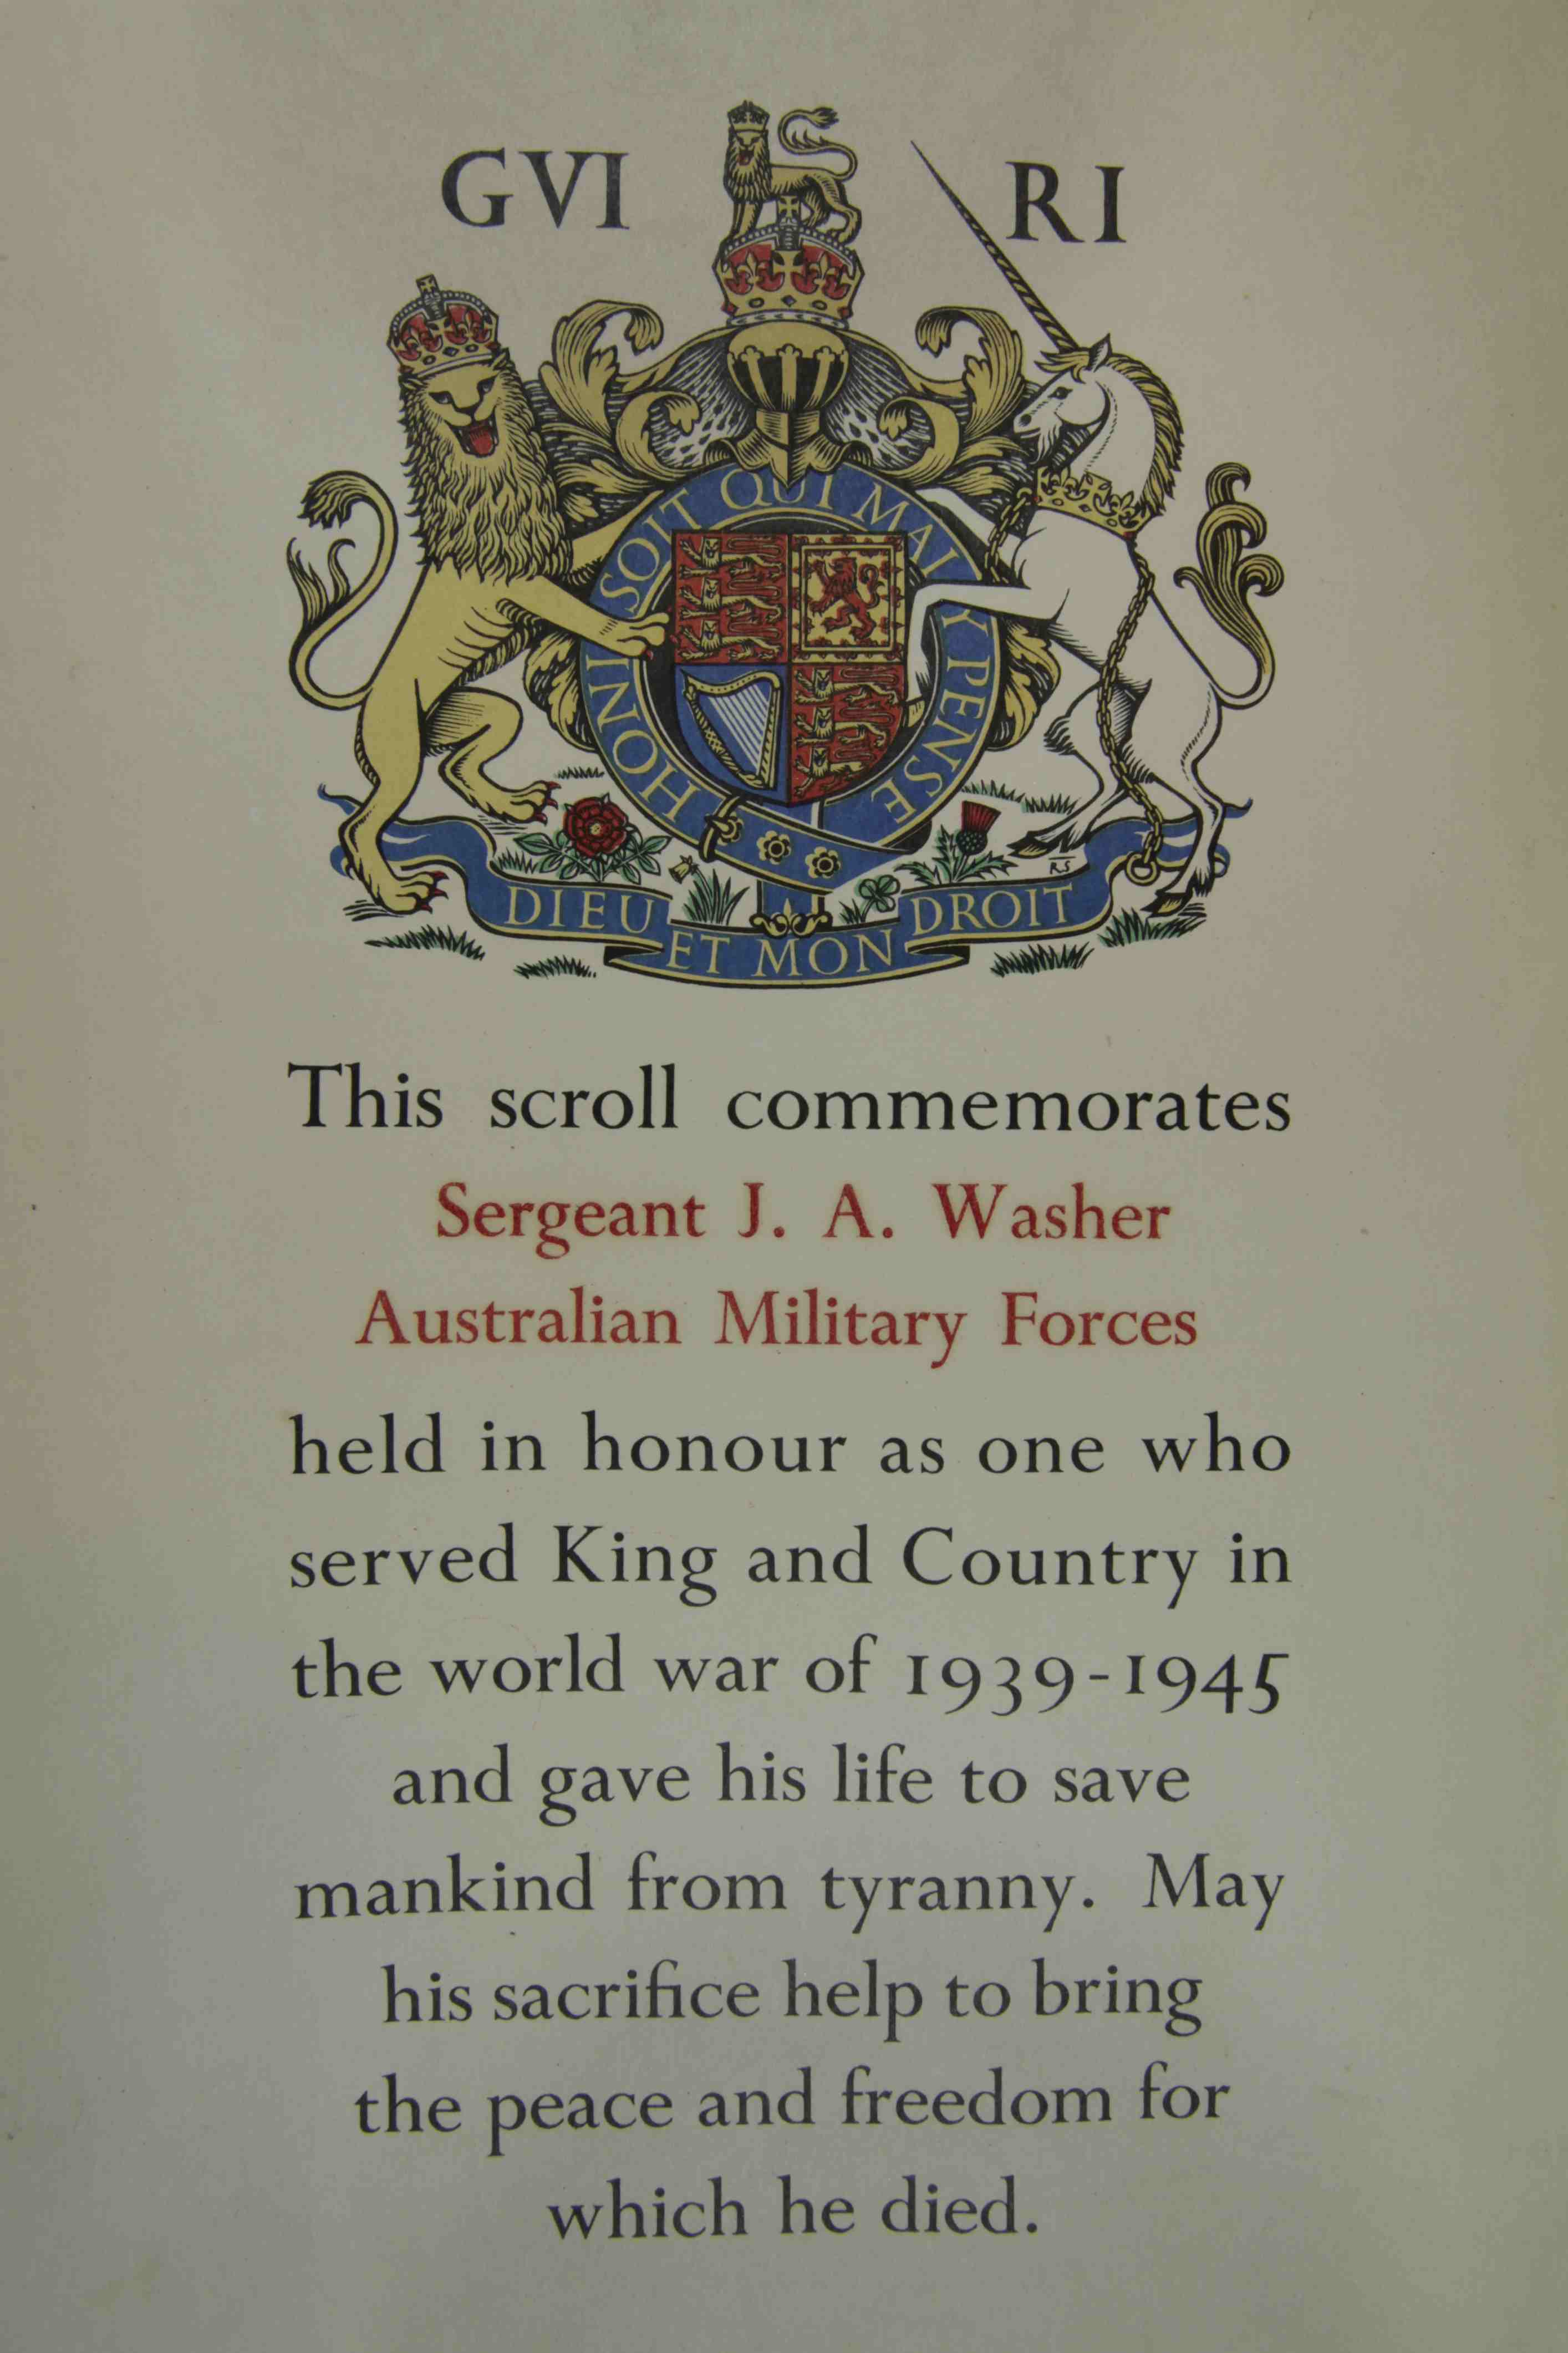 GVI RI
HONI SOIT QUI MAL Y PENSE
DIEU ET MON DROIT
RS
This scroll commemorates
Sergeant J. A. Washer
Australian Military Forces
held in honour as one who
served King and Country in
the world war of 1939-1945
and gave his life to save
mankind from tyranny. May
his sacrifice help to bring
the peace and freedom for
which he died.